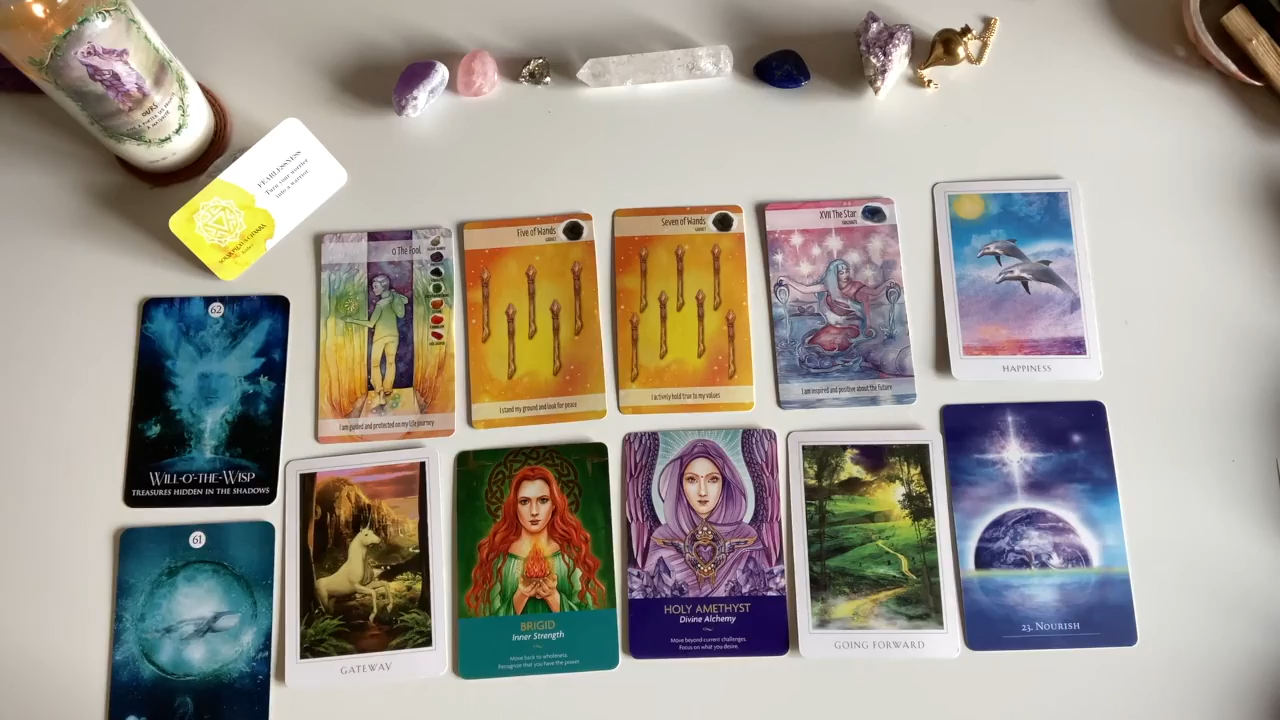 OURS
FEARLESSNESS
Turn your worrier
into a warrior.
62
WILL-O'-THE-WISP
TREASURES HIDDEN IN THE SHADOWS
61
0 The Fool
I am guided and protected on my life journey
Five of Wands
GARNET
I stand my ground and look for peace
Seven of Wands
GARNET
I actively hold true to my values
XVII The Star
I am inspired and positive about the future
HAPPINESS
GATEWAY
BRIGID
Inner Strength
Move back to wholeness.
Recognize that you have the power.
HOLY AMETHYST
Divine Alchemy
Move beyond current challenges.
Focus on what you desire.
GOING FORWARD
23. NOURISH